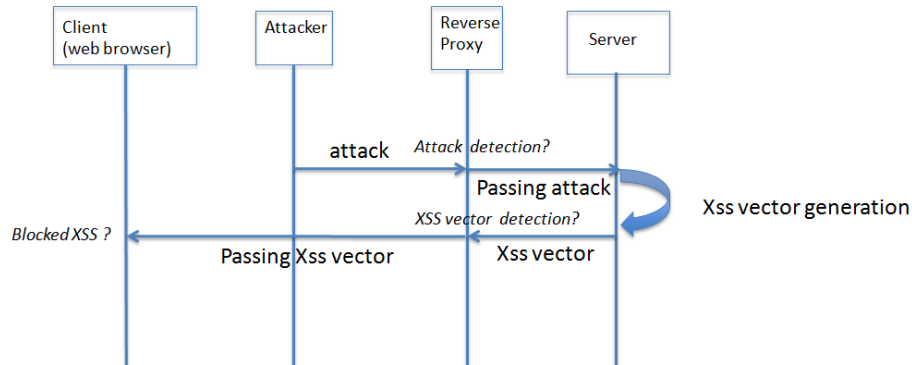 Client
(web browser)
Attacker
Reverse
Proxy
Server
attack
Attack detection?
Passing attack
Xss vector generation
XSS vector detection?
Blocked XSS ?
Passing Xss vector
Xss vector